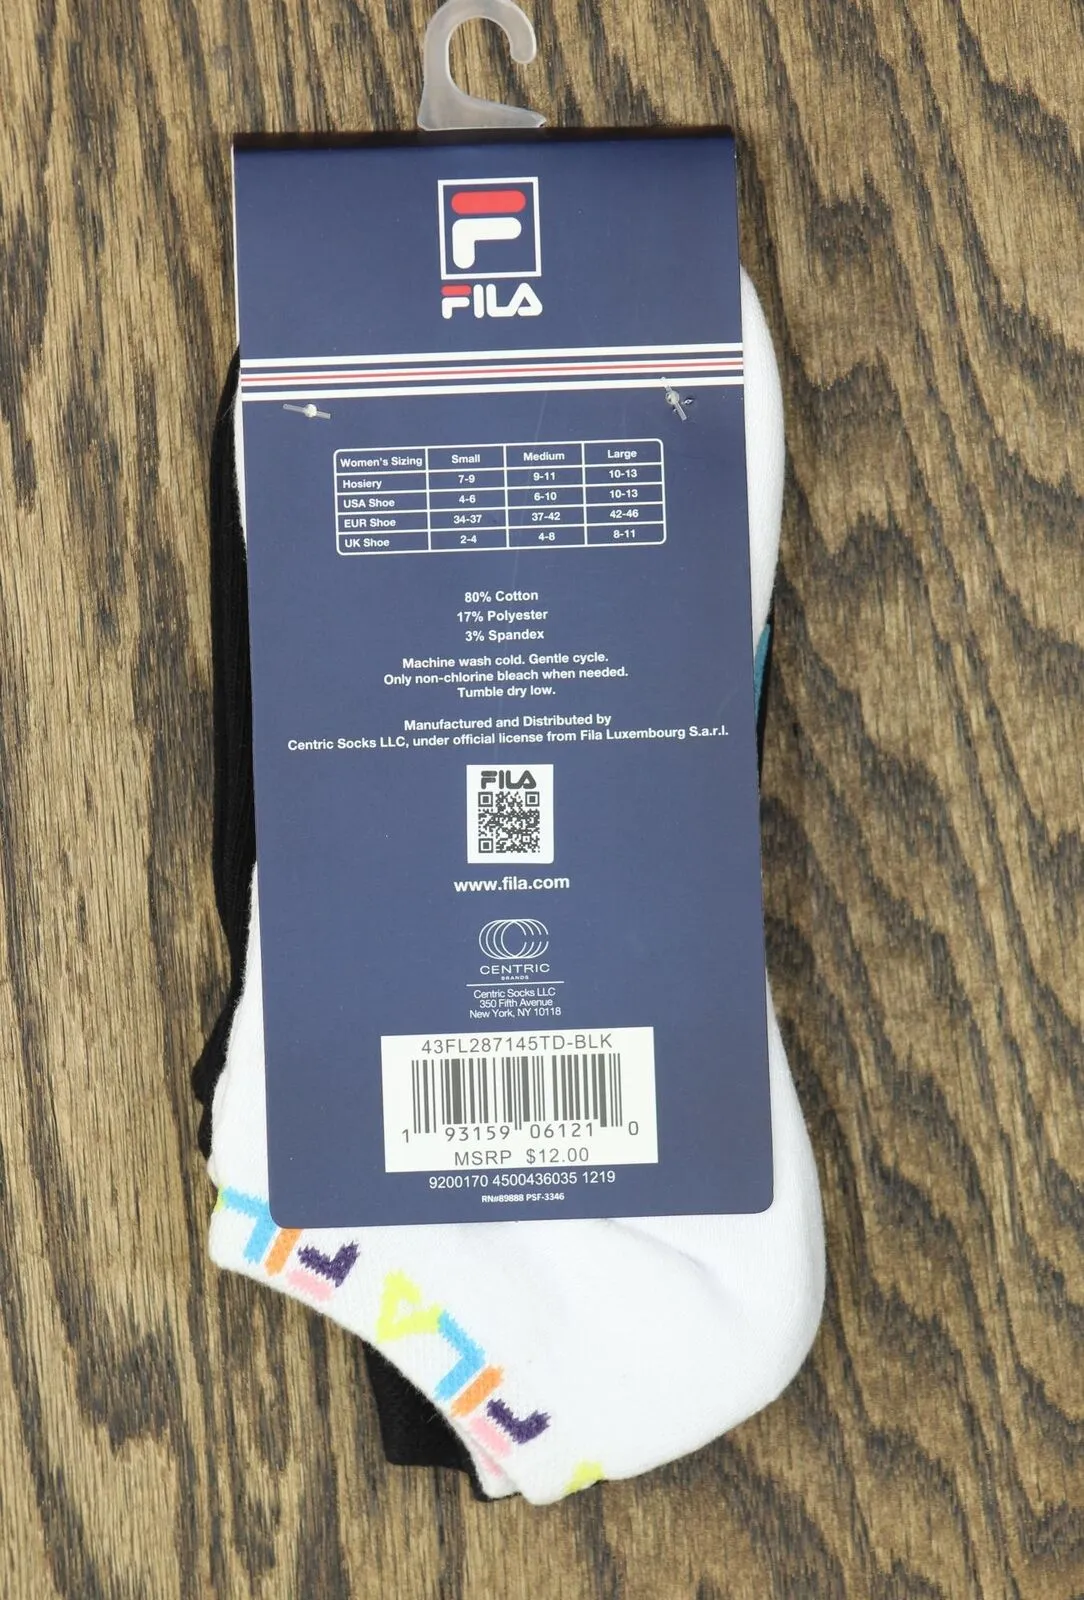 F
FILA
Women's Sizing Small Medium Large
Hosiery 7-9 9-11 10-13
USA Shoe 4-6 6-10 10-13
EUR Shoe 34-37 37-42 42-46
UK Shoe 2-4 4-8 8-11
80% Cotton
17% Polyester
3% Spandex
Machine wash cold. Gentle cycle.
Only non-chlorine bleach when needed.
Tumble dry low.
Manufactured and Distributed by
Centric Socks LLC, under official license from Fila Luxembourg S.a.r.l.
FILA
www.fila.com
CENTRIC
BRANDS
Centric Socks LLC
350 Fifth Avenue
New York, NY 10118
43FL287145TD-BLK
1 93159 06121 0
MSRP $12.00
9200170 4500436035 1219
RN#89888 PSF-3346
FILA
FILA